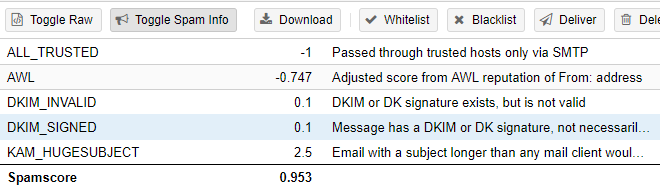 Toggle Raw Toggle Spam Info Download Whitelist Blacklist Deliver Dele
ALL_TRUSTED -1 Passed through trusted hosts only via SMTP
AWL -0.747 Adjusted score from AWL reputation of From: address
DKIM_INVALID 0.1 DKIM or DK signature exists, but is not valid
DKIM_SIGNED 0.1 Message has a DKIM or DK signature, not necessaril...
KAM_HUGESUBJECT 2.5 Email with a subject longer than any mail client woul...
Spamscore 0.953